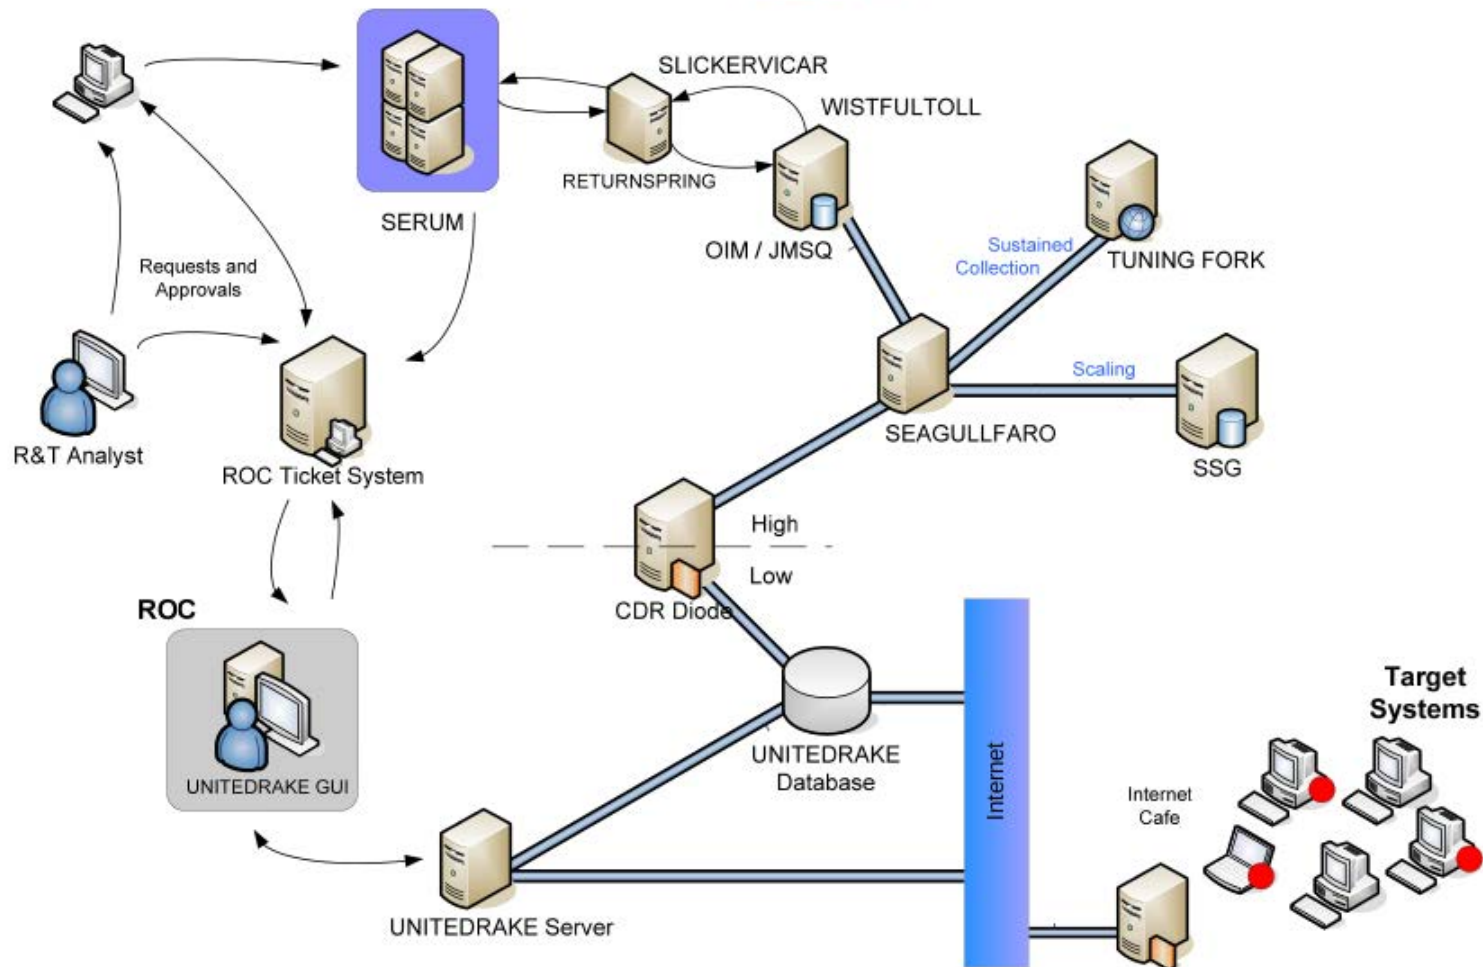 SLICKERVICAR
WISTFULTOLL
RETURNSPRING
SERUM
OIM / JMSQ
Sustained
Collection
TUNING FORK
Requests and
Approvals
Scaling
SEAGULLFARO
R&T Analyst
ROC Ticket System
SSG
High
Low
CDR Diode
ROC
UNITEDRAKE GUI
UNITEDRAKE
Database
Internet
Target
Systems
Internet
Cafe
UNITEDRAKE Server